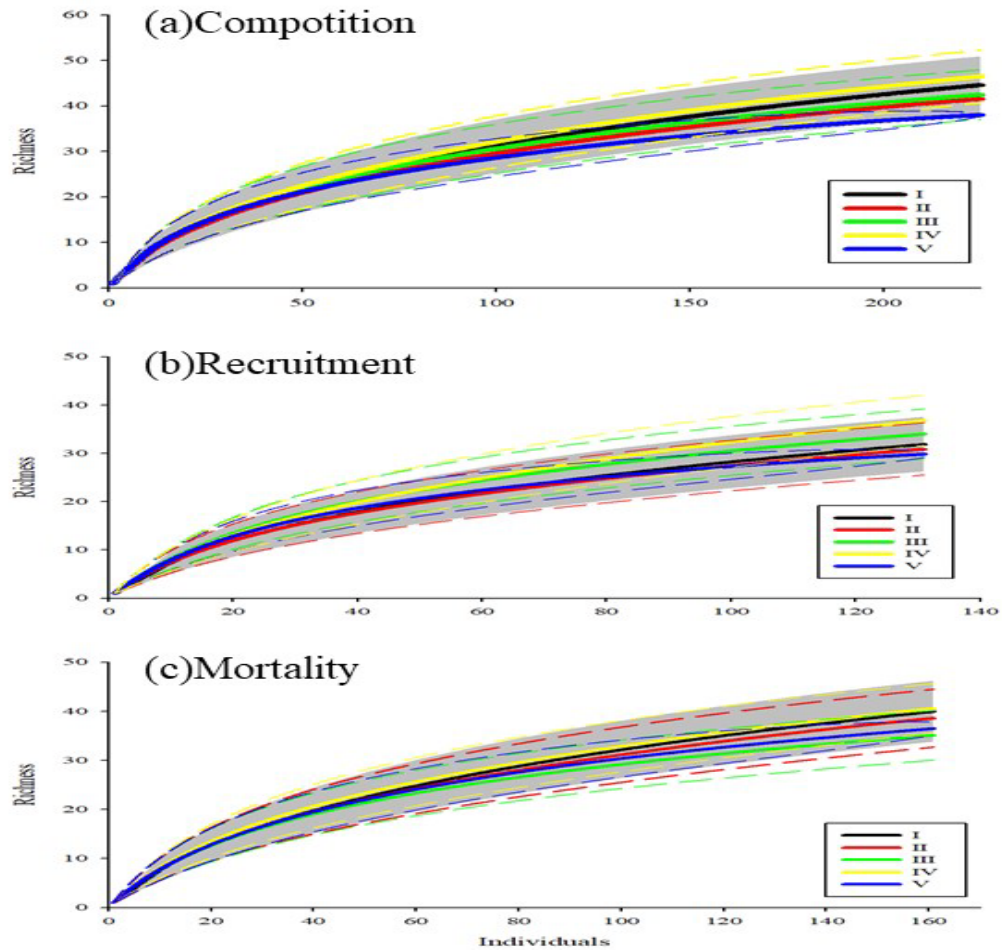 (a)Compotition
60
50
40
30
20
10
0
Richness
I
II
III
IV
V
0 50 100 150 200
(b)Recruitment
50
40
30
20
10
0
Richness
I
II
III
IV
V
0 20 40 60 80 100 120 140
(c)Mortality
50
40
30
20
10
0
Richness
I
II
III
IV
V
0 20 40 60 80 100 120 140 160
Individuals